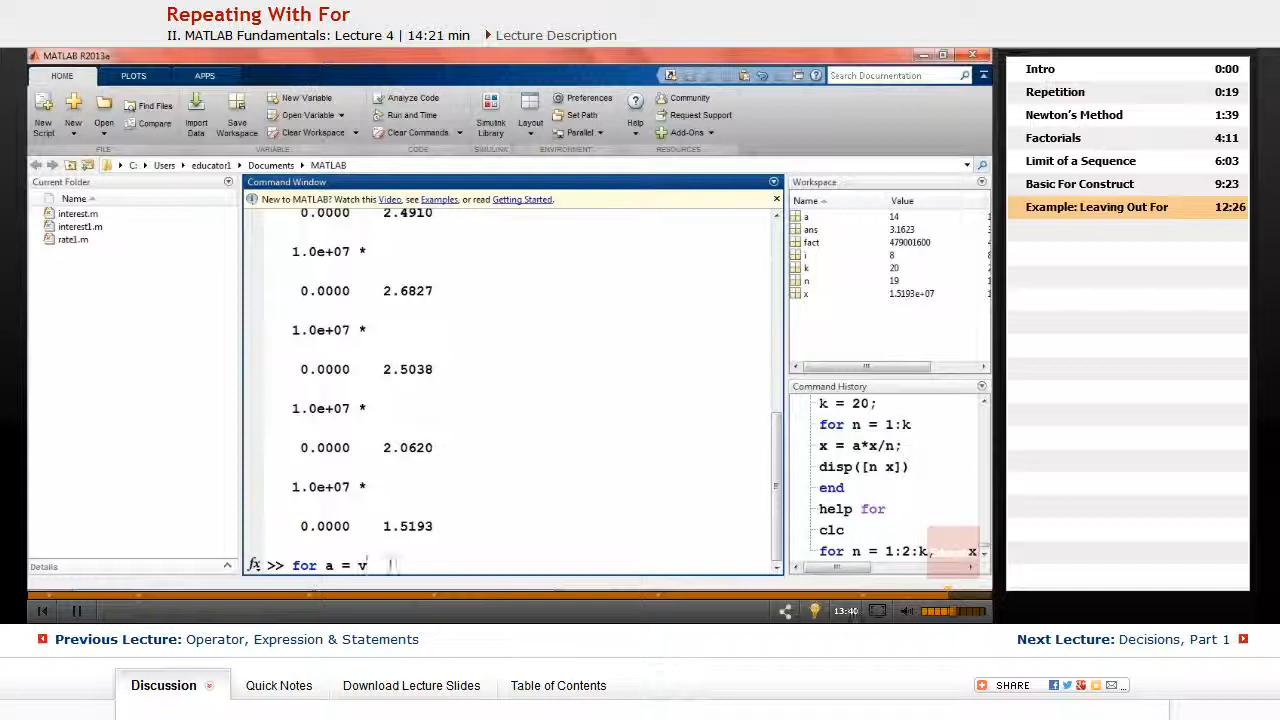 Repeating With For
II. MATLAB Fundamentals: Lecture 4 | 14:21 min
Lecture Description
MATLAB R2013a
HOME
PLOTS
APPS
Search Documentation
New
Script
New
Open
Find Files
Compare
Import
Data
Save
Workspace
New Variable
Open Variable
Clear Workspace
Analyze Code
Run and Time
Clear Commands
Simulink
Library
Layout
Preferences
Set Path
Parallel
Help
Community
Request Support
Add-Ons
FILE
VARIABLE
CODE
SIMULINK
ENVIRONMENT
RESOURCES
C:
Users
educator1
Documents
MATLAB
Current Folder
Name
interest.m
interest1.m
rate1.m
Details
Command Window
New to MATLAB? Watch this Video, see Examples, or read Getting Started.
0.0000 2.4910
1.0e+07 *
0.0000 2.6827
1.0e+07 *
0.0000 2.5038
1.0e+07 *
0.0000 2.0620
1.0e+07 *
0.0000 1.5193
fx >> for a = v
Workspace
Name Value
a 14
ans 3.1623
fact 479001600
i 8
k 20
n 19
x 1.5193e+07
Command History
k = 20;
for n = 1:k
x = a*x/n;
disp([n x])
end
help for
clc
for n = 1:2:k, x
13:40
Intro 0:00
Repetition 0:19
Newton's Method 1:39
Factorials 4:11
Limit of a Sequence 6:03
Basic For Construct 9:23
Example: Leaving Out For 12:26
Previous Lecture: Operator, Expression & Statements
Next Lecture: Decisions, Part 1
Discussion
Quick Notes
Download Lecture Slides
Table of Contents
SHARE